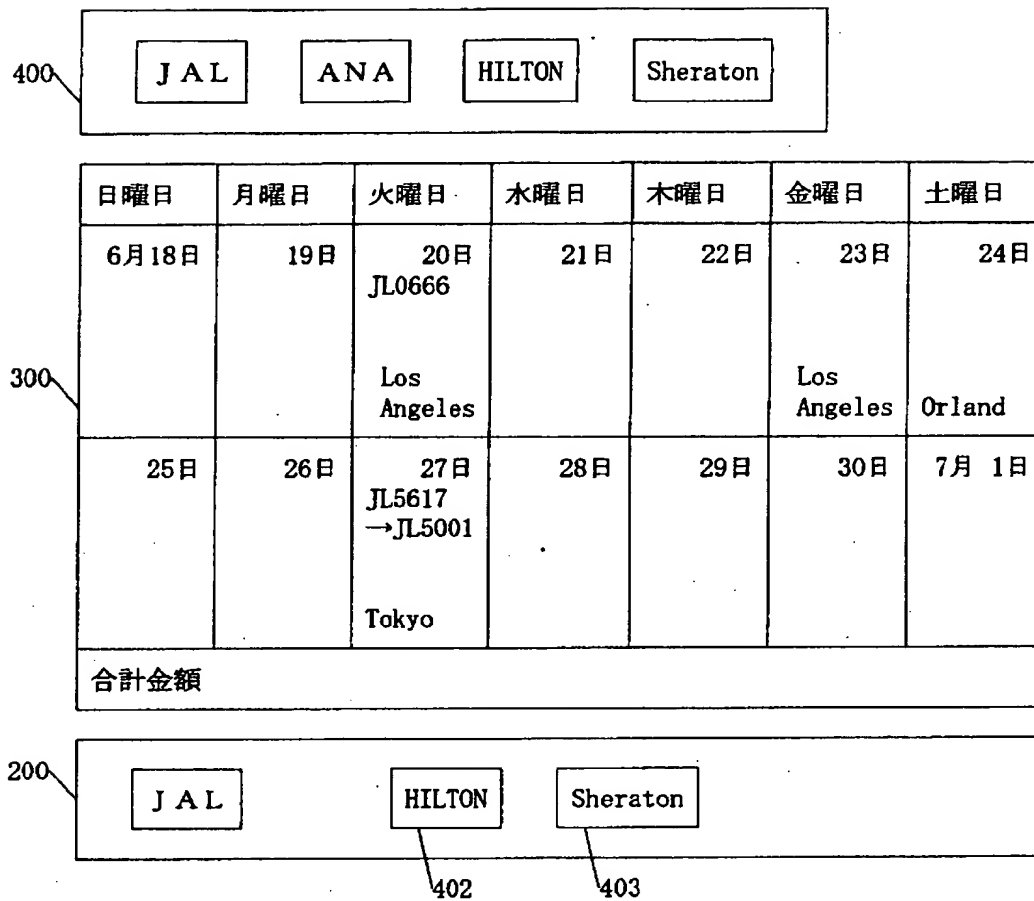 400
JAL ANA HILTON Sheraton
日曜日 月曜日 火曜日 水曜日 木曜日 金曜日 土曜日
6月18日 19日 20日 21日 22日 23日 24日
JL0666
300
Los Los
Angeles Angeles Orland
25日 26日 27日 28日 29日 30日 7月 1日
JL5617
→JL5001
Tokyo
合計金額
200
JAL HILTON Sheraton
402 403